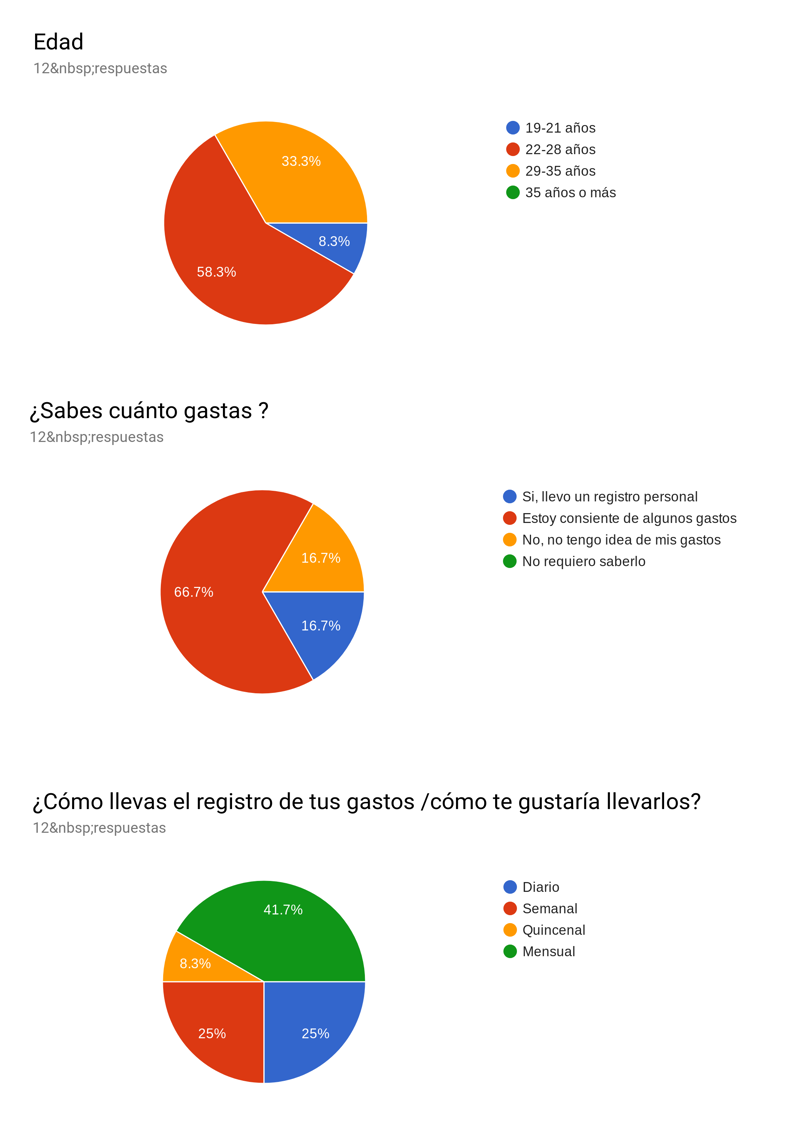 Edad
12&nbsp;respuestas
33.3%
8.3%
58.3%
19-21 años
22-28 años
29-35 años
35 años o más
¿Sabes cuánto gastas ?
12&nbsp;respuestas
16.7%
66.7%
16.7%
Si, llevo un registro personal
Estoy consiente de algunos gastos
No, no tengo idea de mis gastos
No requiero saberlo
¿Cómo llevas el registro de tus gastos /cómo te gustaría llevarlos?
12&nbsp;respuestas
41.7%
8.3%
25%
25%
Diario
Semanal
Quincenal
Mensual